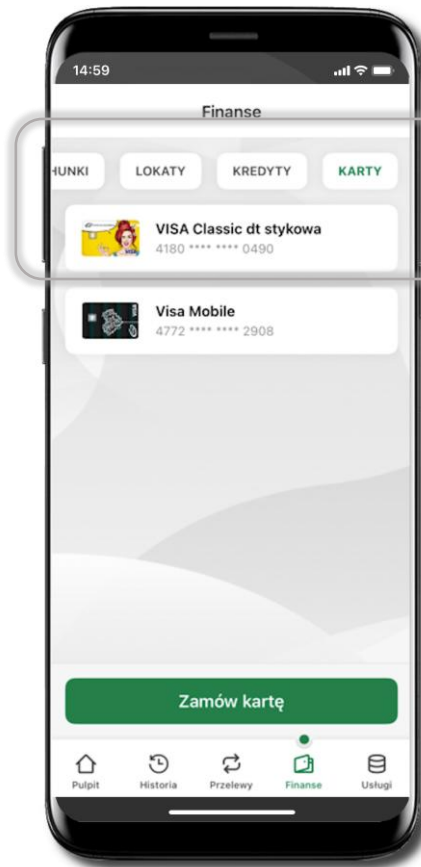 14:59
Finanse
HUNKI LOKATY KREDYTY KARTY
VISA Classic dt stykowa
4180 **** **** 0490
Visa Mobile
4772 **** **** 2908
VISA
Zamów kartę
Pulpit Historia Przelewy Finanse Usługi